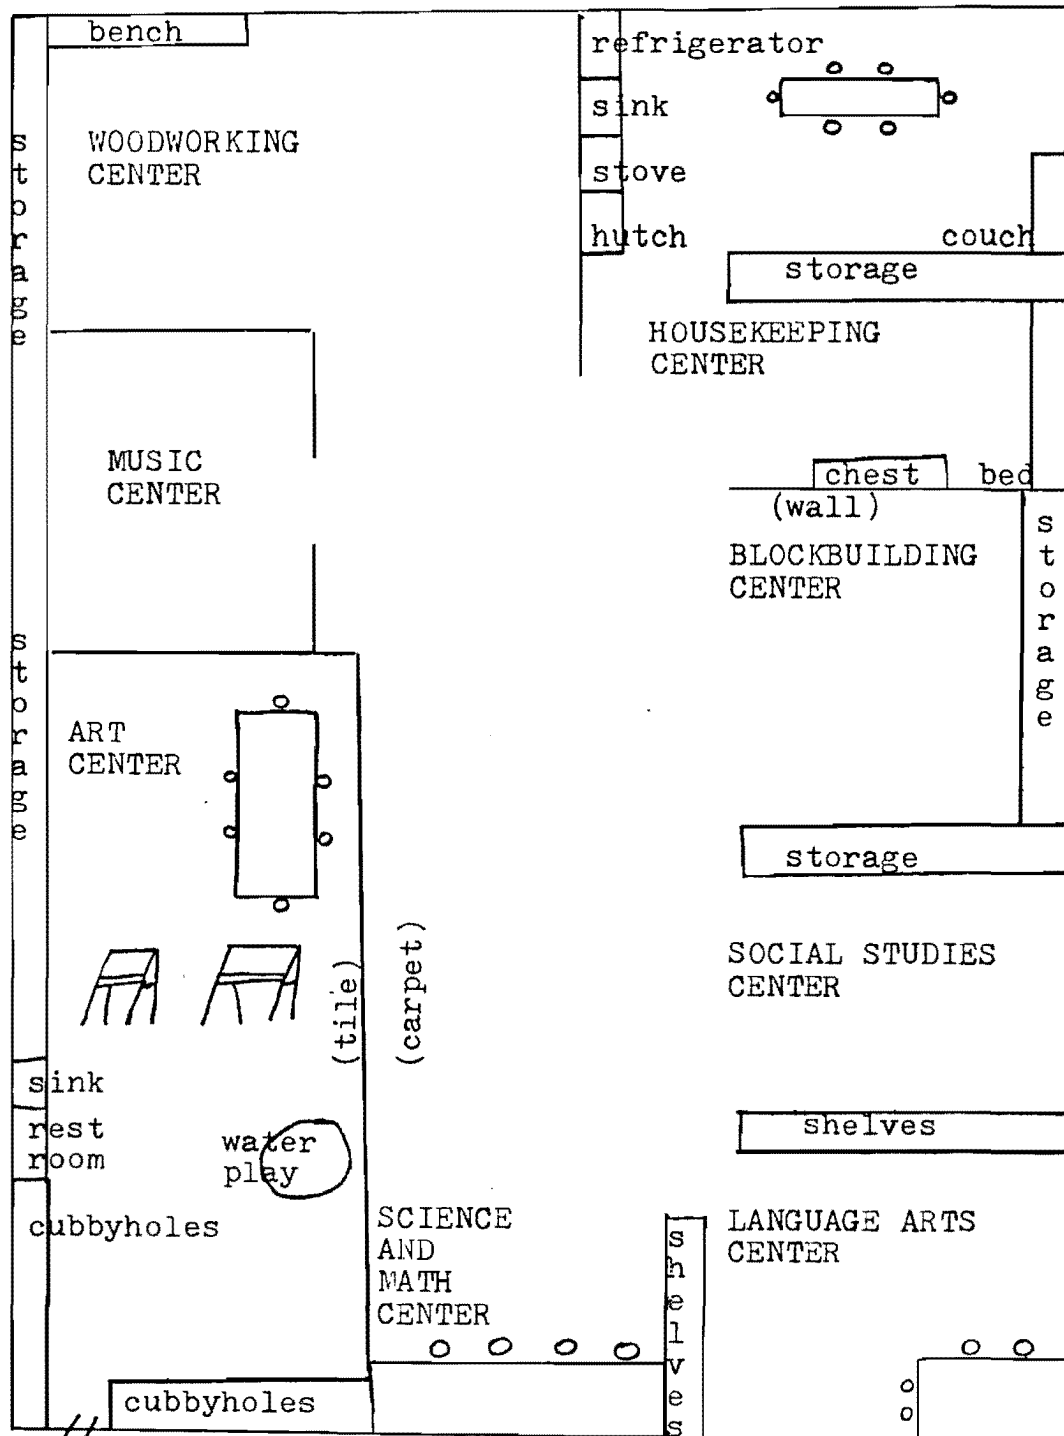 bench
refrigerator
sink
stove
hutch
storage
WOODWORKING
CENTER
couch
storage
HOUSEKEEPING
CENTER
MUSIC
CENTER
chest
bed
(wall)
BLOCKBUILDING
CENTER
storage
storage
ART
CENTER
storage
(tile)
(carpet)
SOCIAL STUDIES
CENTER
sink
rest
room
water
play
shelves
cubbyholes
SCIENCE
AND
MATH
CENTER
shelves
LANGUAGE ARTS
CENTER
cubbyholes